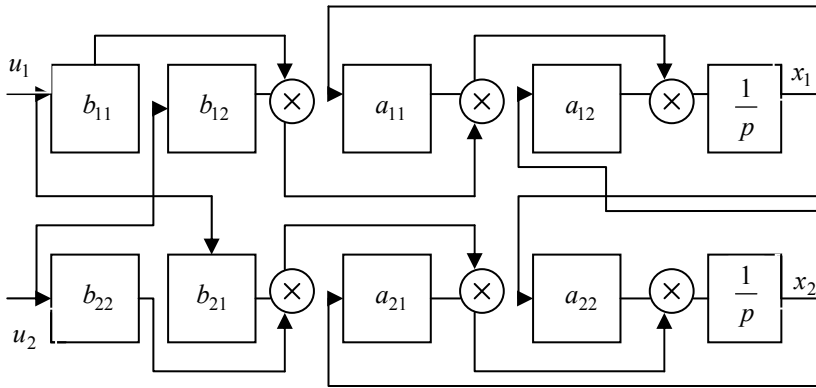 u₁ b₁₁ b₁₂ × a₁₁ × a₁₂ × 1/p x₁
u₂ b₂₂ b₂₁ × a₂₁ × a₂₂ × 1/p x₂